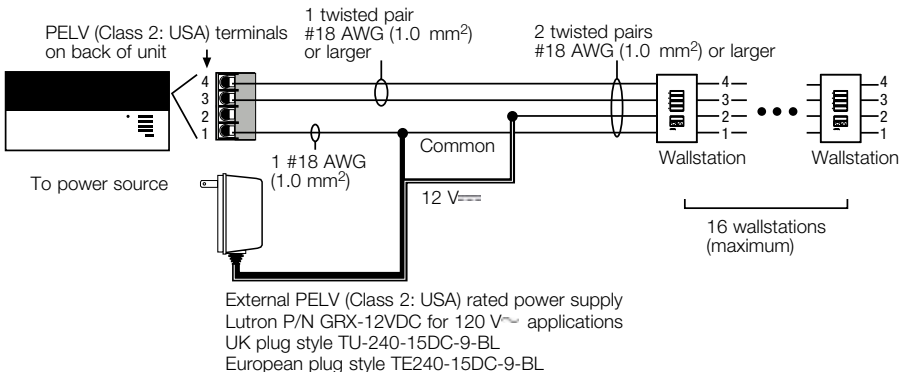 PELV (Class 2: USA) terminals
on back of unit
1 twisted pair
#18 AWG (1.0 mm²)
or larger
2 twisted pairs
#18 AWG (1.0 mm²) or larger
4
3
2
1
4
3
2
1
4
3
2
1
Common
Wallstation
Wallstation
1 #18 AWG
(1.0 mm²)
To power source
12 V⎓
16 wallstations
(maximum)
External PELV (Class 2: USA) rated power supply
Lutron P/N GRX-12VDC for 120 V~ applications
UK plug style TU-240-15DC-9-BL
European plug style TE240-15DC-9-BL